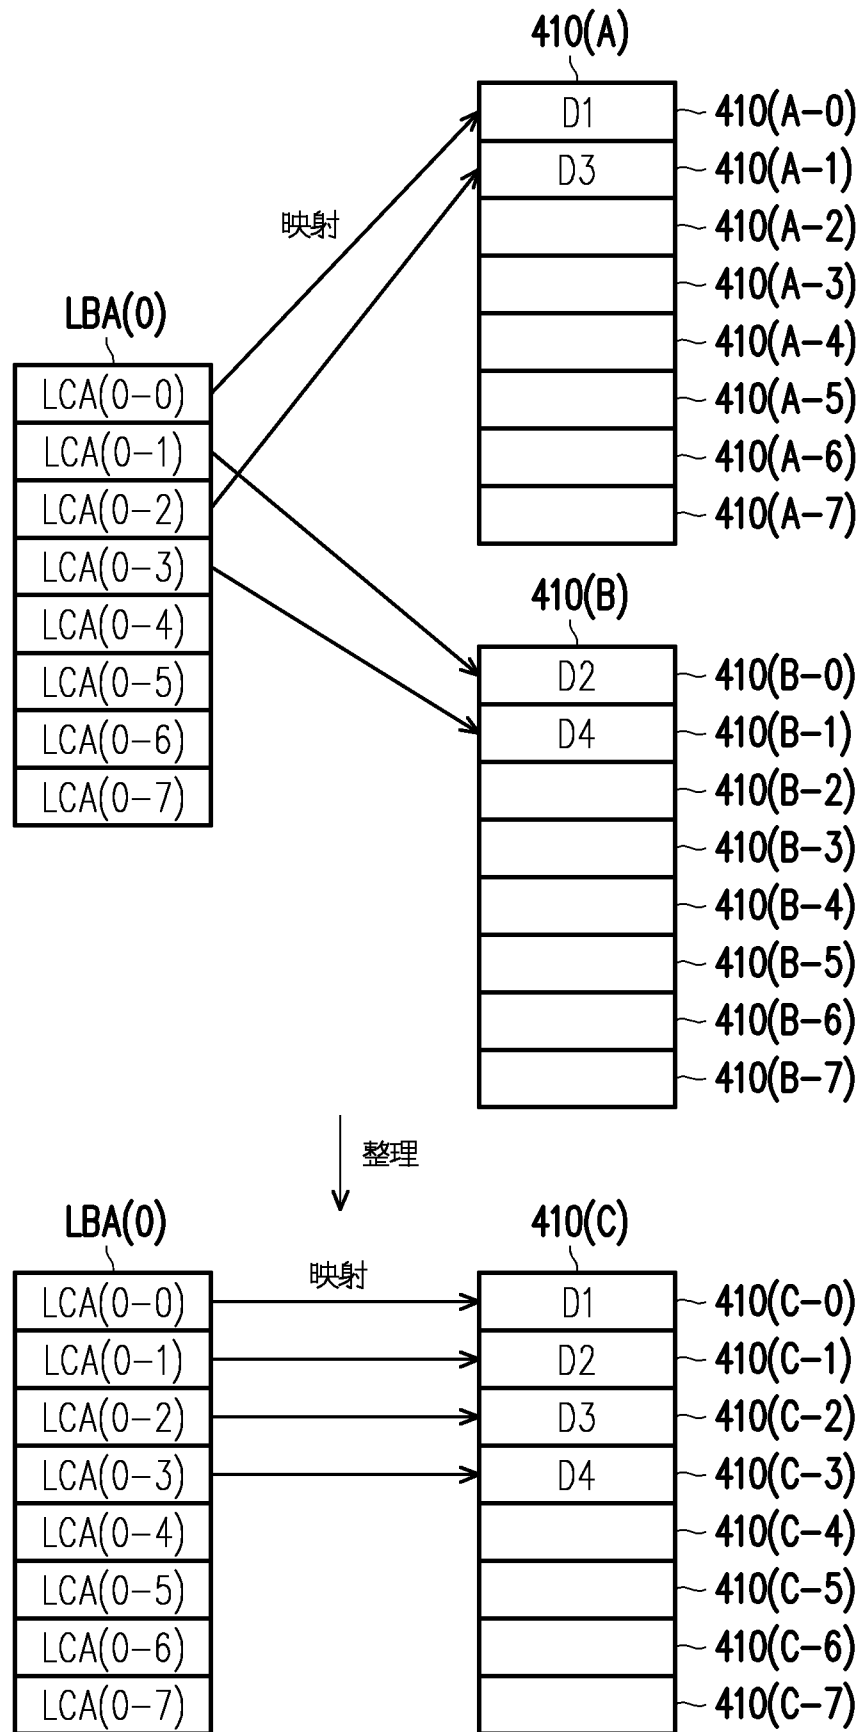 410(A)
D1 410(A-0)
D3 410(A-1)
410(A-2)
映射
410(A-3)
LBA(0)
410(A-4)
LCA(0-0) 410(A-5)
LCA(0-1) 410(A-6)
LCA(0-2) 410(A-7)
LCA(0-3)
410(B)
LCA(0-4)
LCA(0-5) D2 410(B-0)
LCA(0-6) D4 410(B-1)
LCA(0-7) 410(B-2)
410(B-3)
410(B-4)
410(B-5)
410(B-6)
410(B-7)
整理
LBA(0) 410(C)
映射
LCA(0-0) D1 410(C-0)
LCA(0-1) D2 410(C-1)
LCA(0-2) D3 410(C-2)
LCA(0-3) D4 410(C-3)
LCA(0-4) 410(C-4)
LCA(0-5) 410(C-5)
LCA(0-6) 410(C-6)
LCA(0-7) 410(C-7)